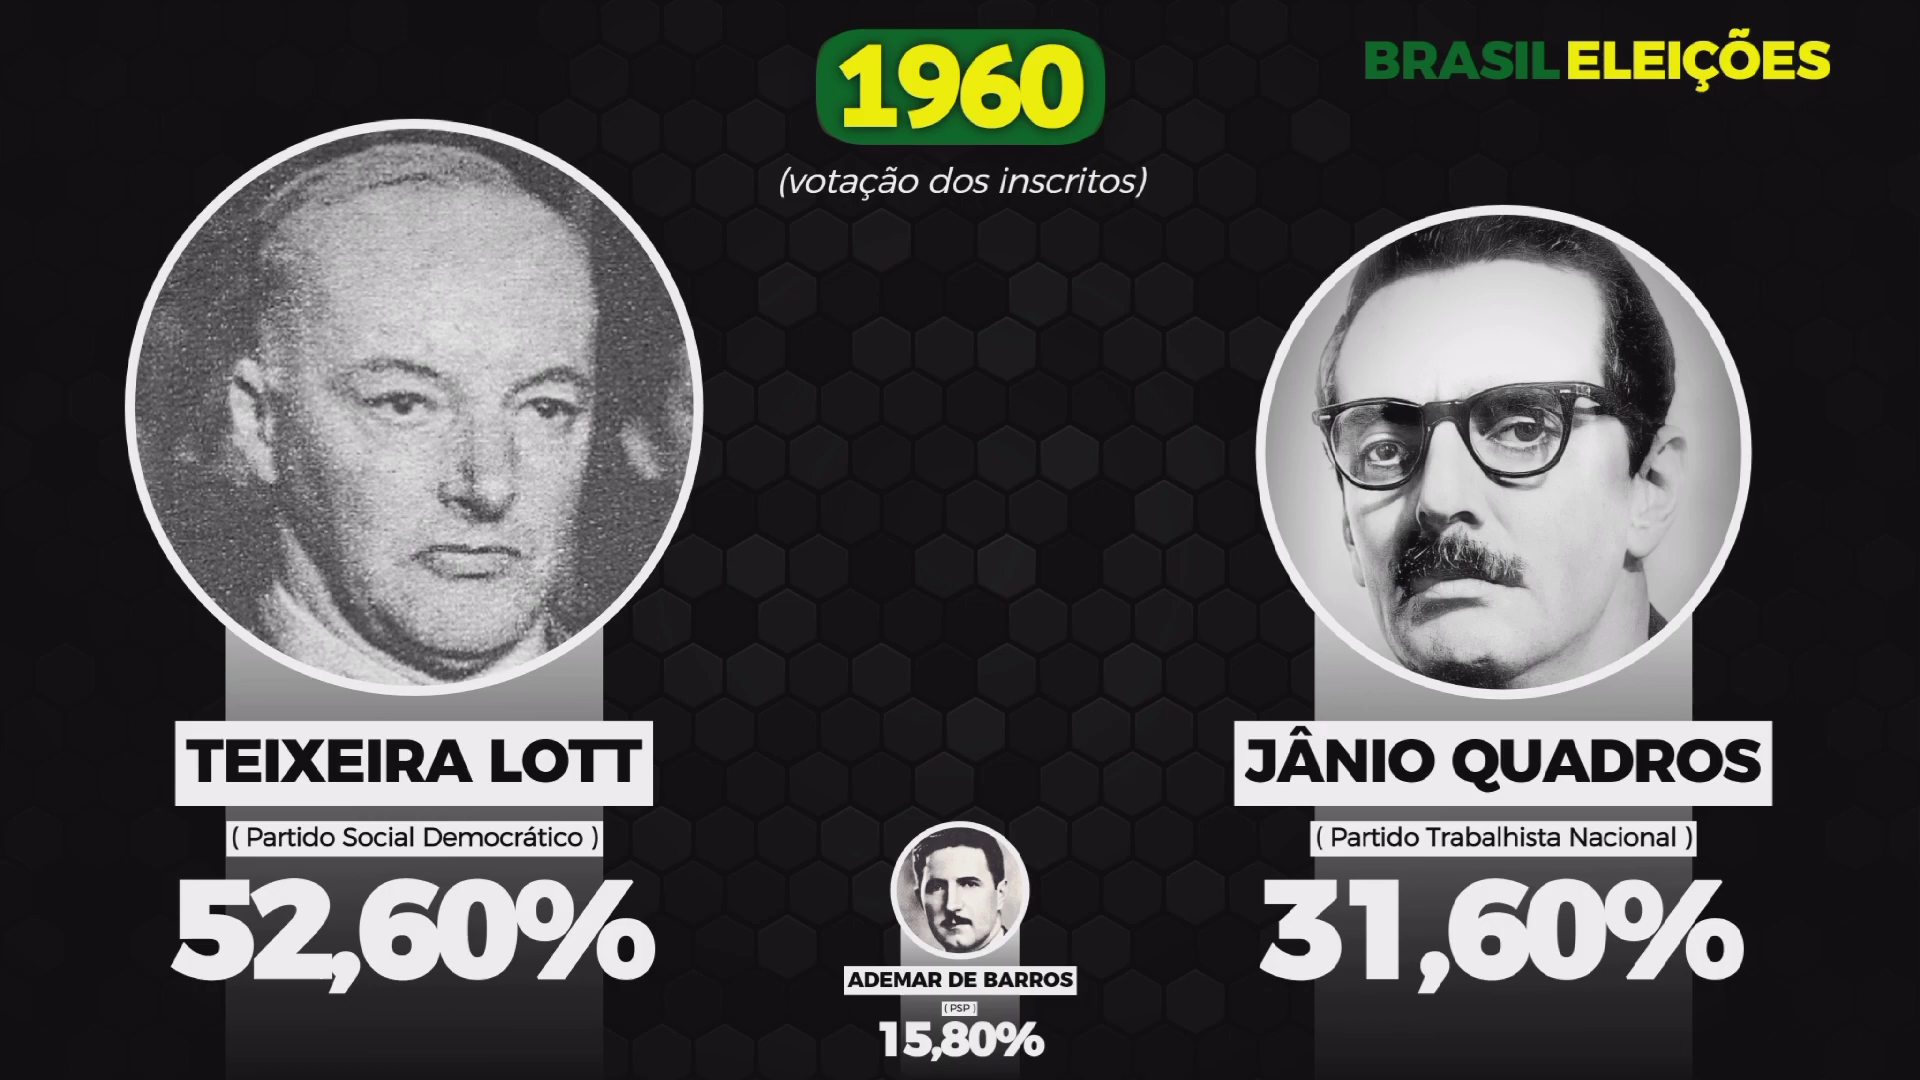 1960
BRASIL ELEIÇÕES
(votação dos inscritos)
TEIXEIRA LOTT
( Partido Social Democrático )
52,60%
ADEMAR DE BARROS
( PSP )
15,80%
JÂNIO QUADROS
( Partido Trabalhista Nacional )
31,60%